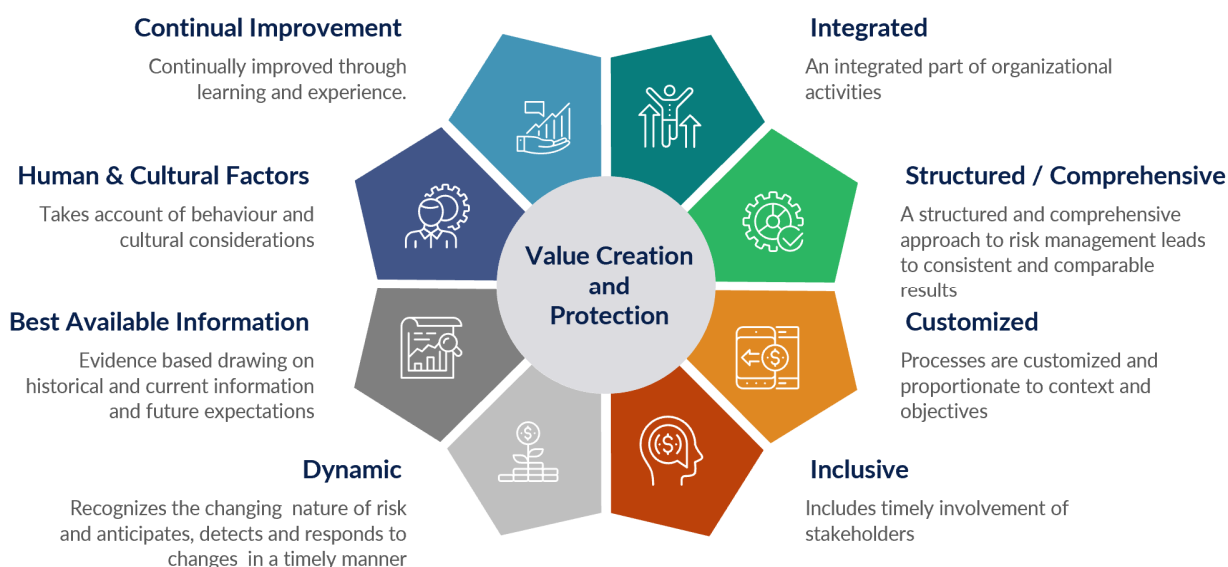 Continual Improvement
Continually improved through
learning and experience.
Integrated
An integrated part of organizational
activities
Human & Cultural Factors
Takes account of behaviour and
cultural considerations
Structured / Comprehensive
A structured and comprehensive
approach to risk management leads
to consistent and comparable
results
Value Creation
and
Protection
Best Available Information
Evidence based drawing on
historical and current information
and future expectations
Customized
Processes are customized and
proportionate to context and
objectives
Dynamic
Recognizes the changing nature of risk
and anticipates, detects and responds to
changes in a timely manner
Inclusive
Includes timely involvement of
stakeholders
$
$
($)